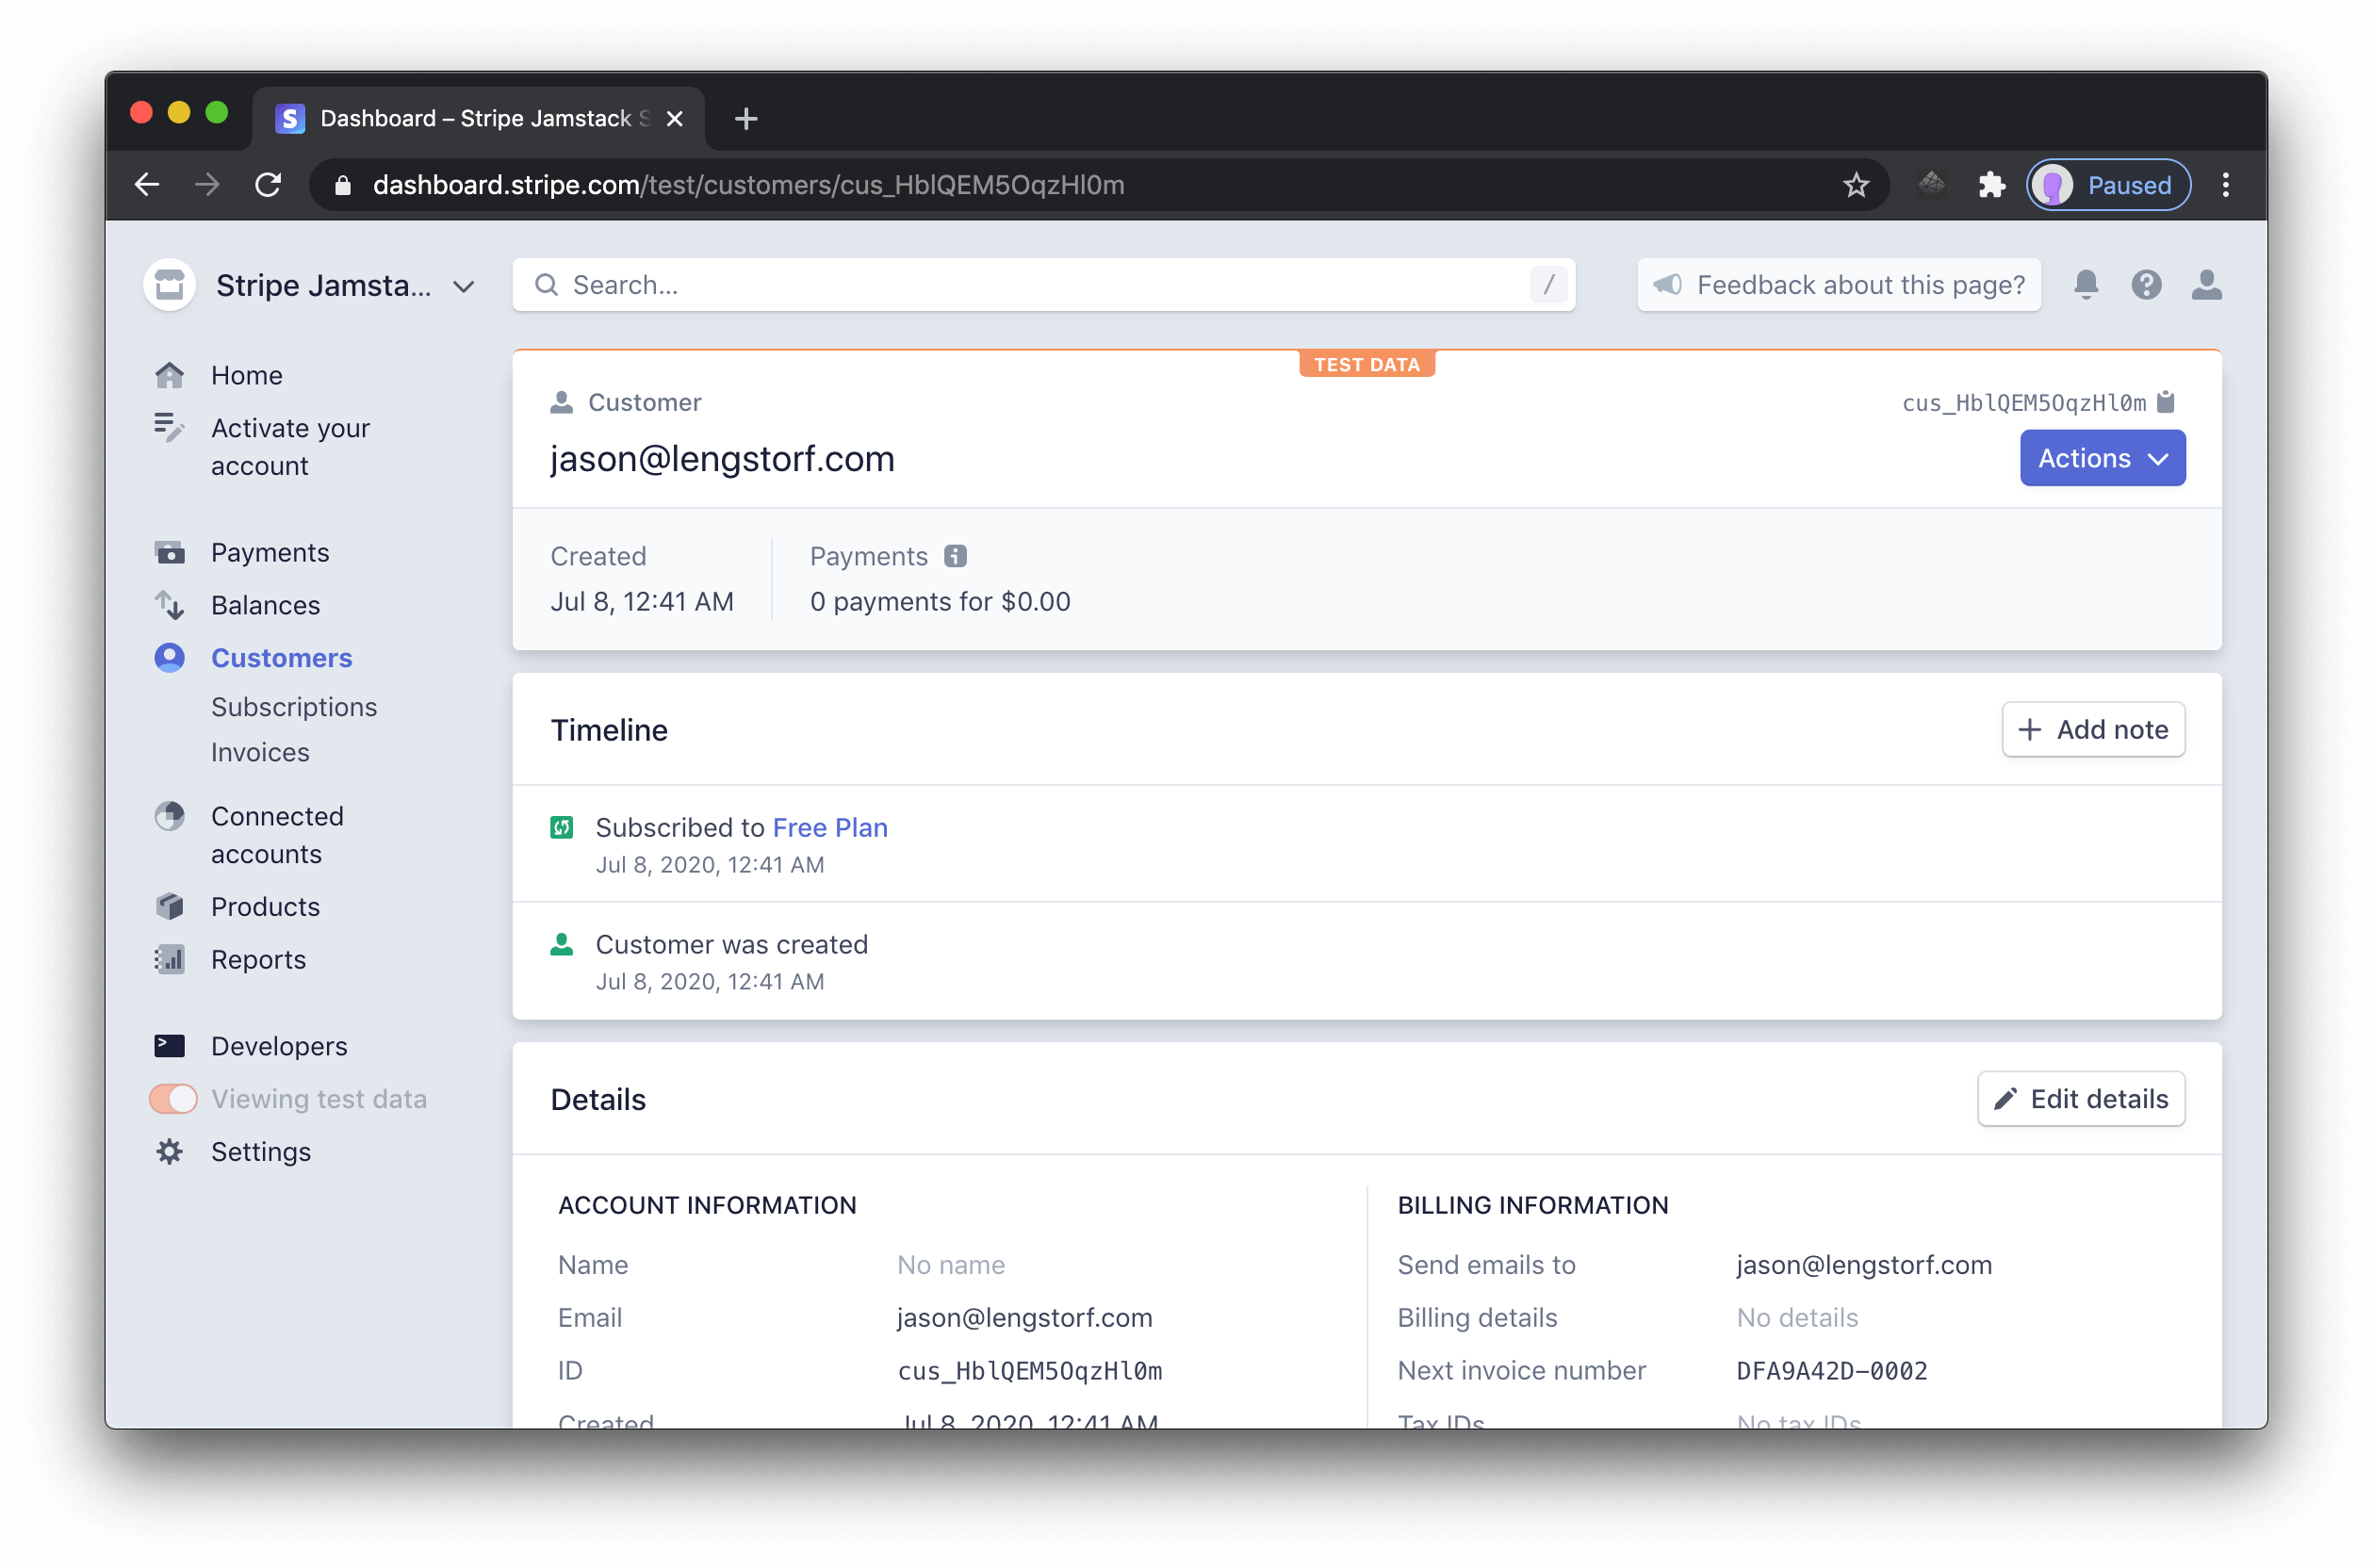 Dashboard – Stripe Jamstack S
dashboard.stripe.com/test/customers/cus_HblQEM5OqzHl0m
Paused
Stripe Jamsta...
Search...
/
Feedback about this page?
Home
Activate your
account
Payments
Balances
Customers
Subscriptions
Invoices
Connected
accounts
Products
Reports
Developers
Viewing test data
Settings
TEST DATA
Customer
cus_HblQEM5OqzHl0m
jason@lengstorf.com
Actions
Created
Jul 8, 12:41 AM
Payments
0 payments for $0.00
Timeline
Add note
Subscribed to Free Plan
Jul 8, 2020, 12:41 AM
Customer was created
Jul 8, 2020, 12:41 AM
Details
Edit details
ACCOUNT INFORMATION
Name No name
Email jason@lengstorf.com
ID cus_HblQEM5OqzHl0m
Created Jul 8, 2020, 12:41 AM
BILLING INFORMATION
Send emails to jason@lengstorf.com
Billing details No details
Next invoice number DFA9A42D-0002
Tax IDs No tax IDs